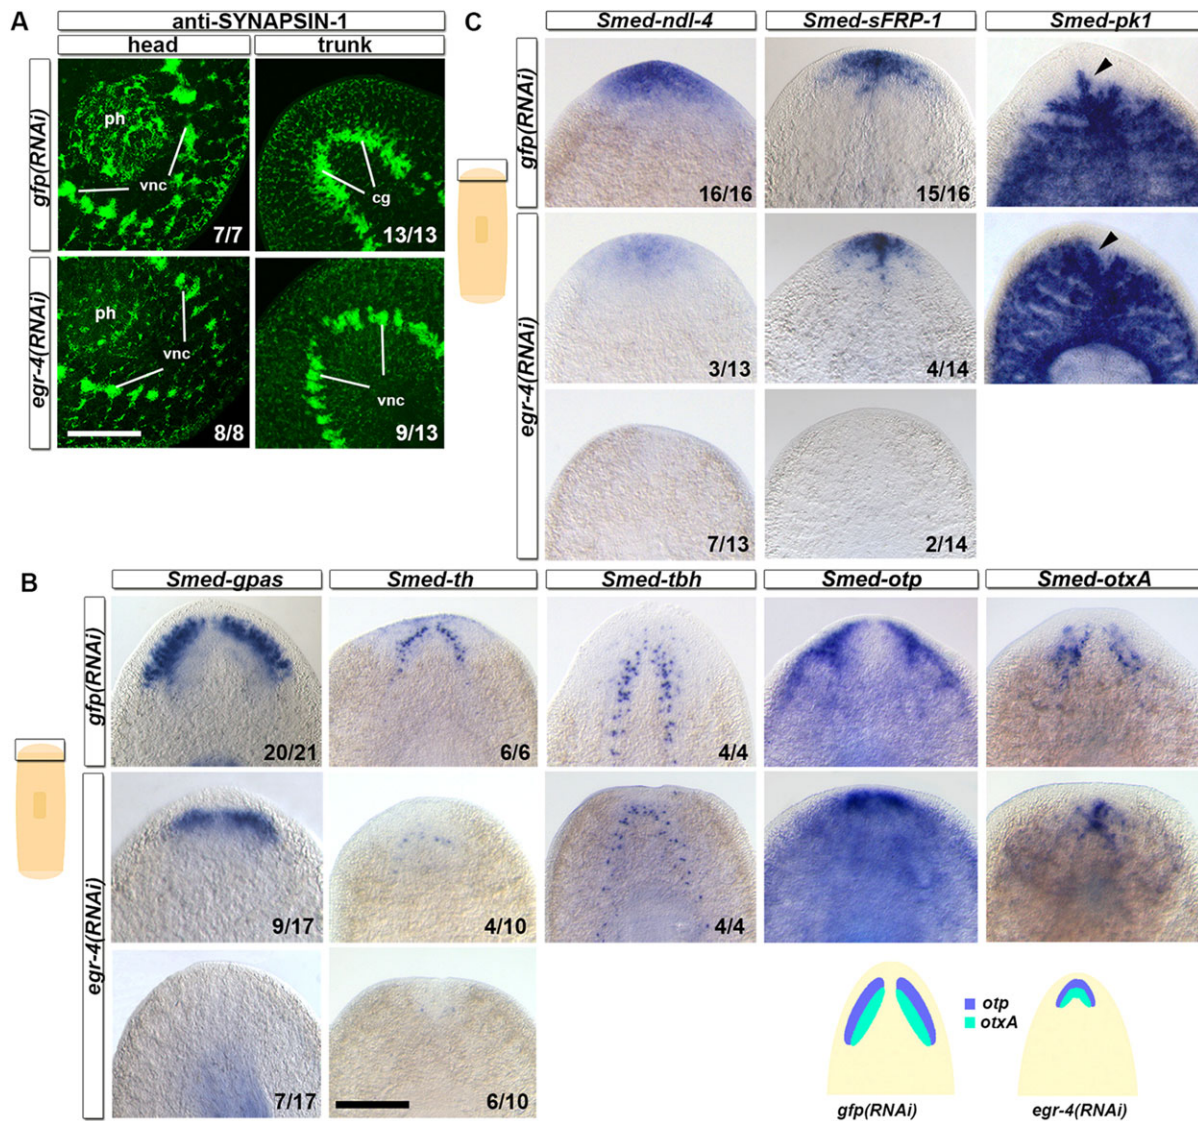 A
anti-SYNAPSIN-1
head
trunk
gfp(RNAi)
ph
vnc
7/7
cg
13/13
egr-4(RNAi)
ph
vnc
8/8
vnc
9/13
C
Smed-ndl-4
Smed-sFRP-1
Smed-pk1
gfp(RNAi)
16/16
15/16
egr-4(RNAi)
3/13
4/14
7/13
2/14
B
Smed-gpas
Smed-th
Smed-tbh
Smed-otp
Smed-otxA
gfp(RNAi)
20/21
6/6
4/4
egr-4(RNAi)
9/17
4/10
4/4
7/17
6/10
otp
otxA
gfp(RNAi)
egr-4(RNAi)